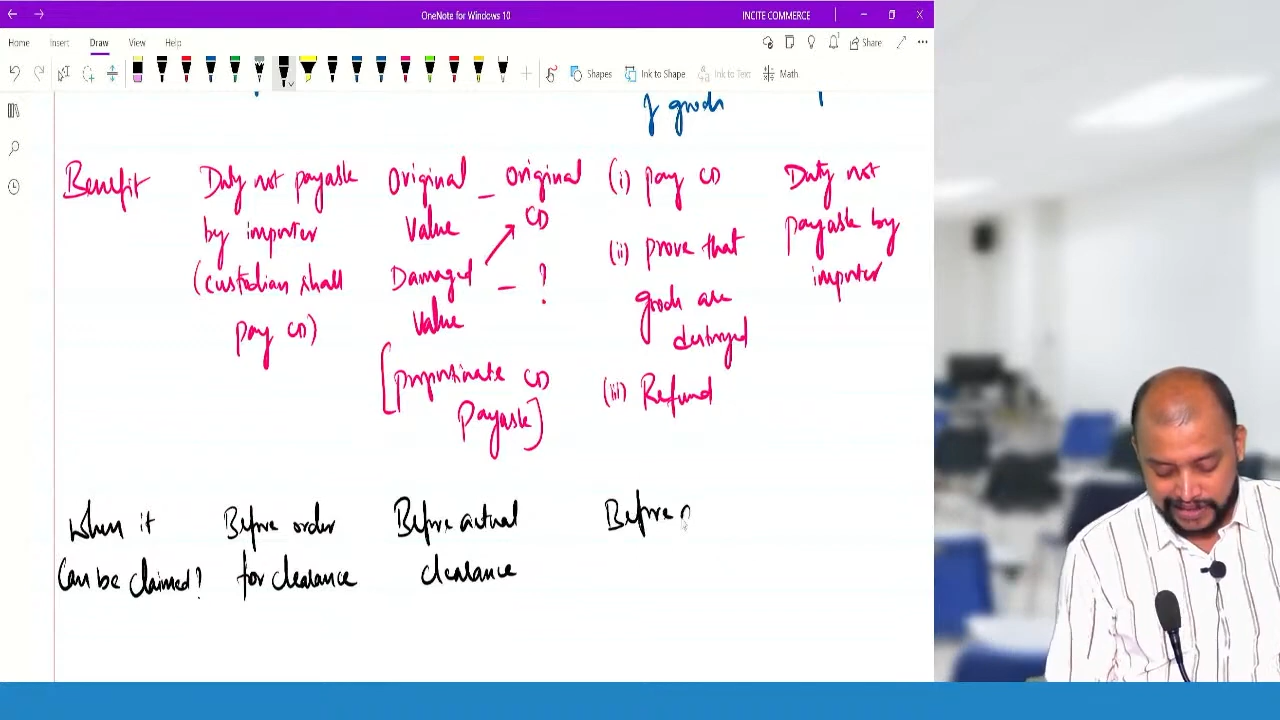 OneNote for Windows 10
INCITE COMMERCE
Home Insert Draw View Help
Share
Shapes Ink to Shape Ink to Text Math
of goods
Benefit
Duty not payable
by importer
(custodian shall
pay CD)
Original _ Original
Value CD
Damaged _ ?
Value
[proportionate CD
Payable]
(i) pay CD
(ii) prove that
goods are
destroyed
(iii) Refund
Duty not
payable by
importer
When it
Can be claimed?
Before order
for clearance
Before actual
clearance
Before